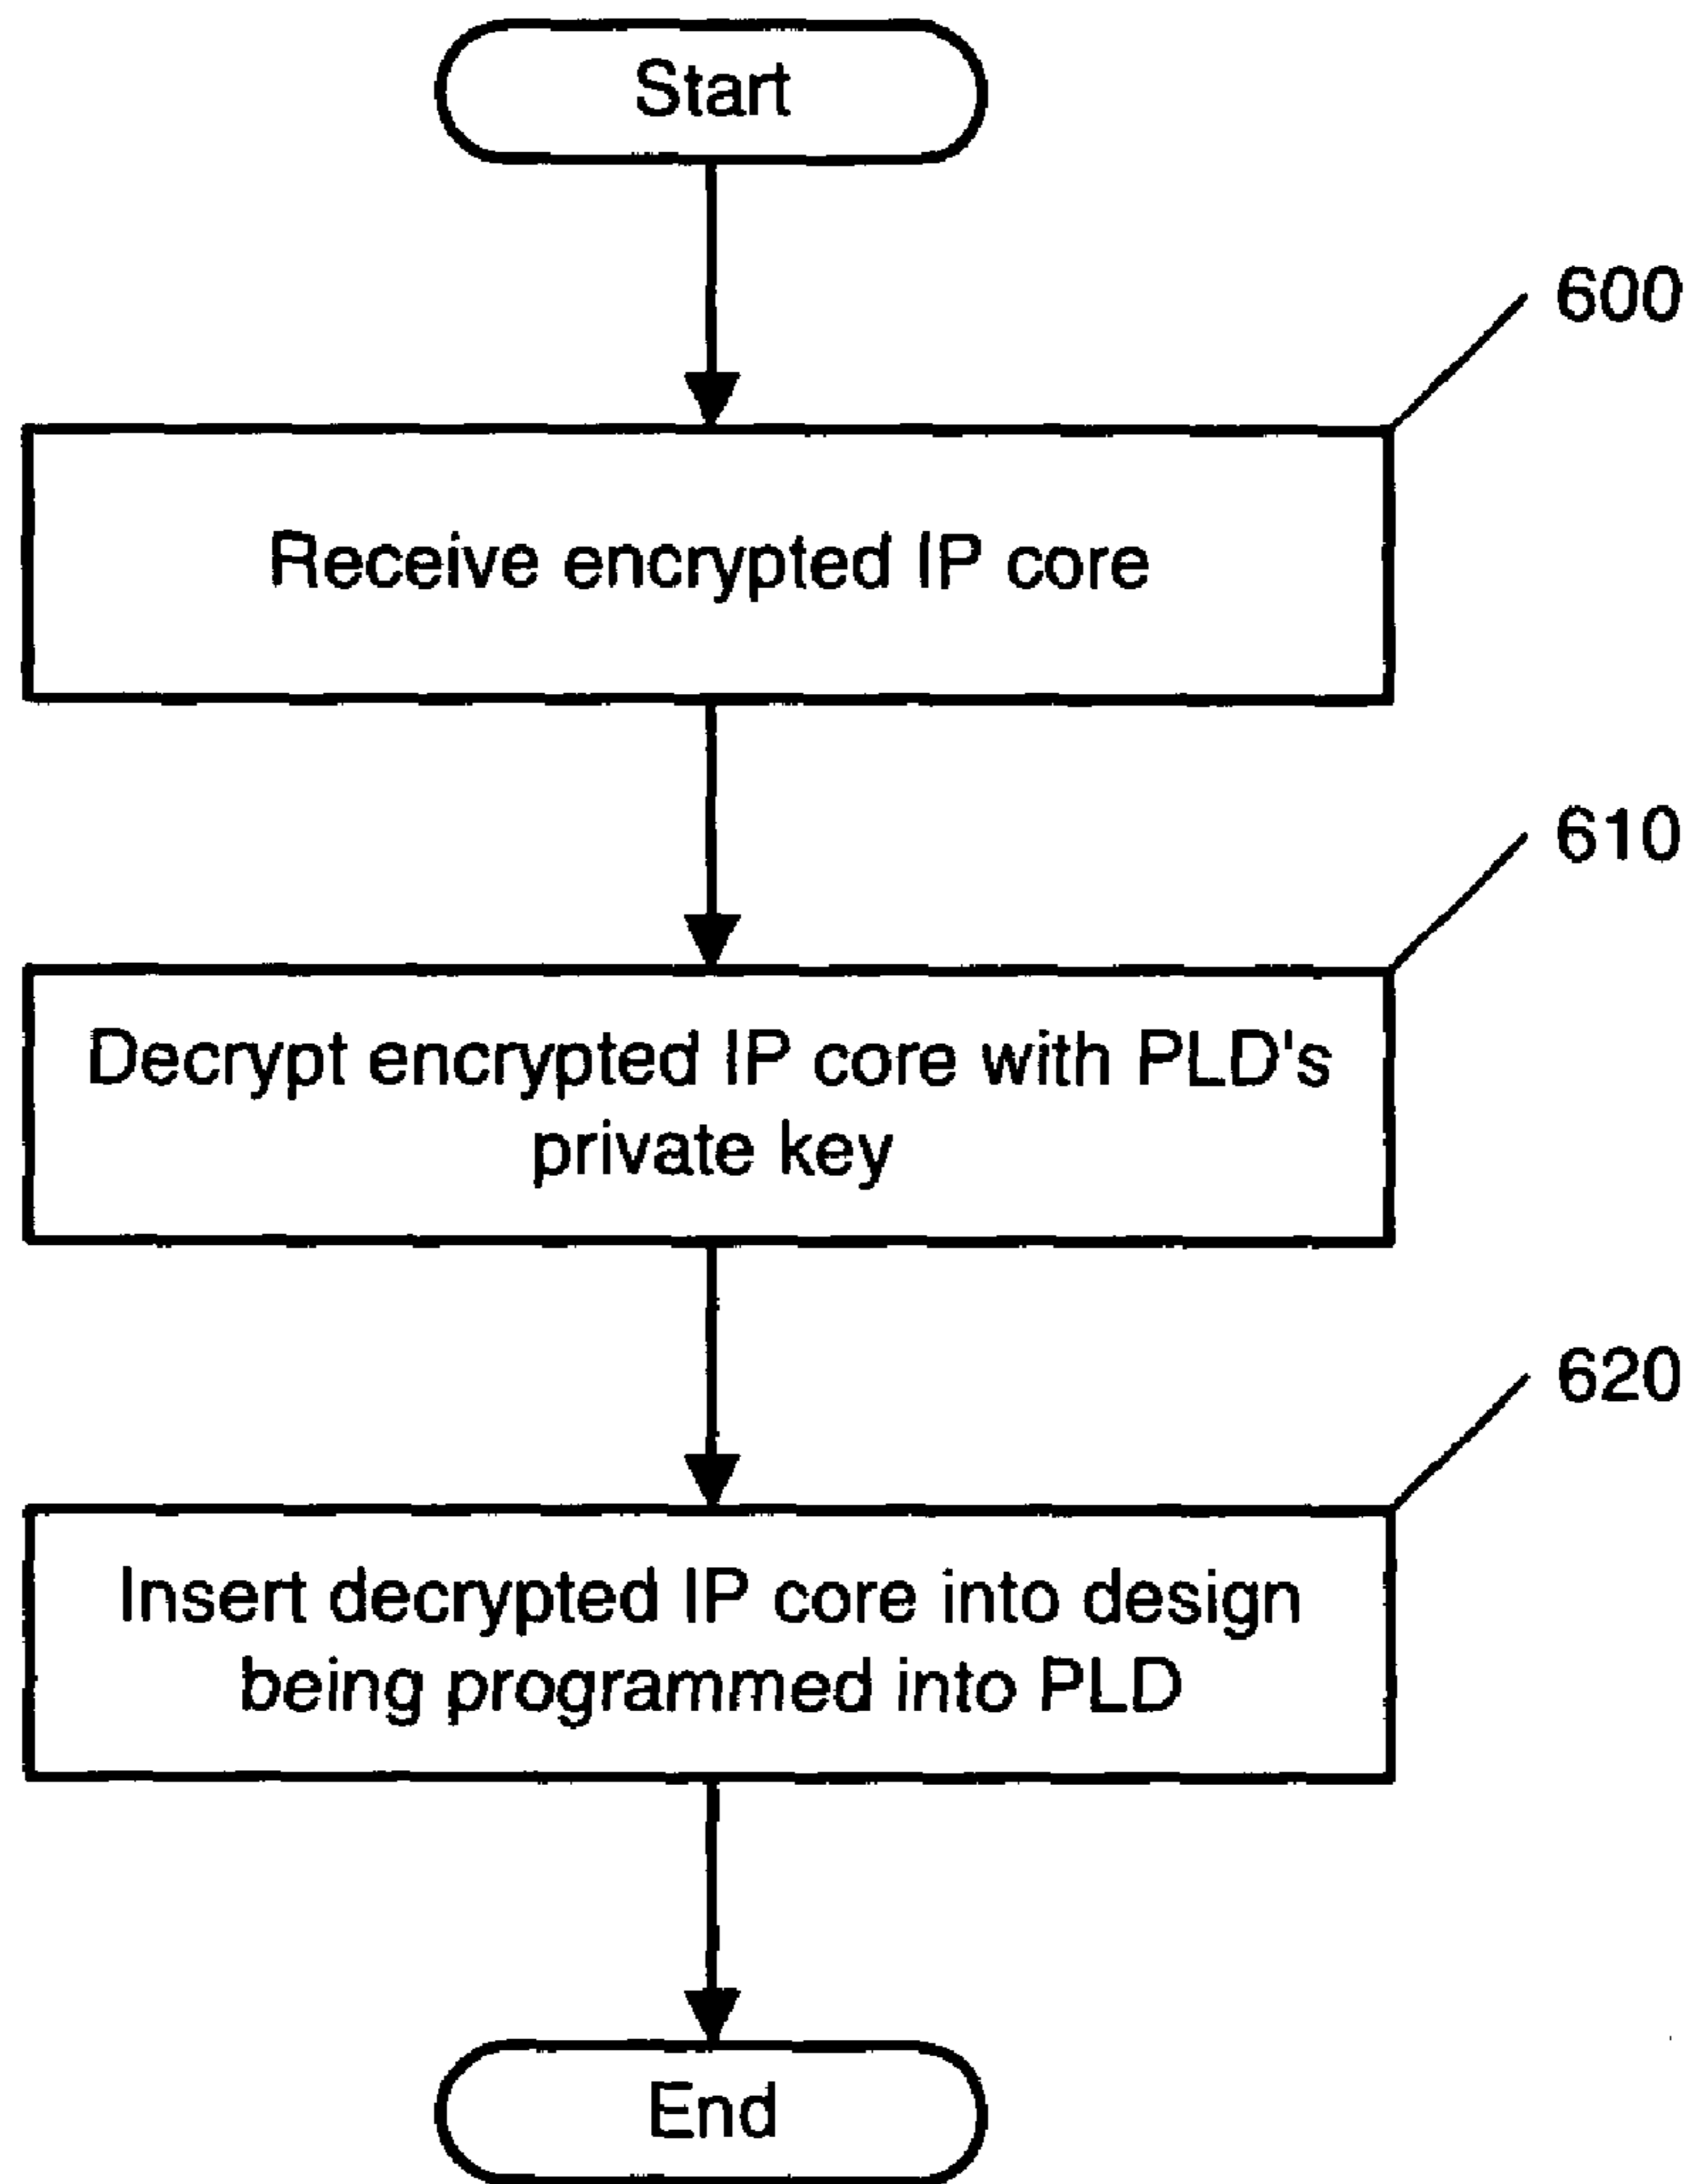 Start
600
Receive encrypted IP core
610
Decrypt encrypted IP core with PLD's
private key
620
Insert decrypted IP core into design
being programmed into PLD
End